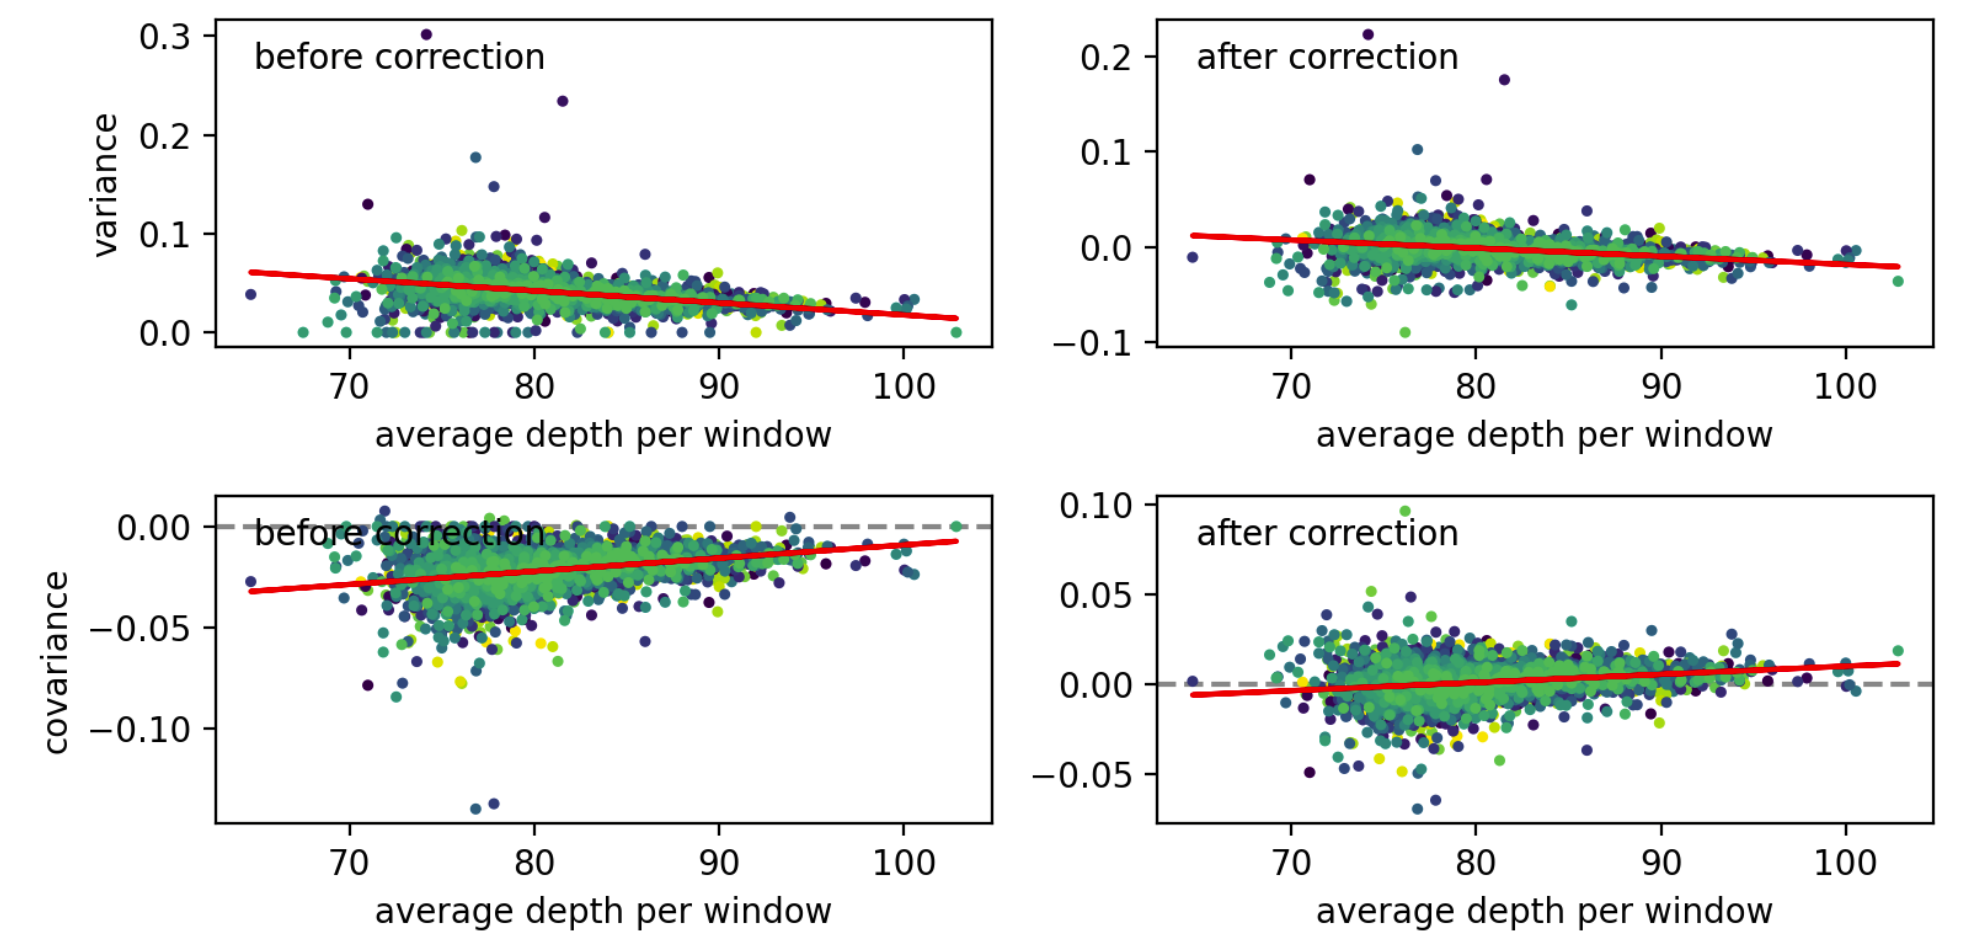 before correction
0.3
0.2
0.1
0.0
variance
70 80 90 100
average depth per window
after correction
0.2
0.1
0.0
−0.1
70 80 90 100
average depth per window
before correction
0.00
−0.05
−0.10
covariance
70 80 90 100
average depth per window
after correction
0.10
0.05
0.00
−0.05
70 80 90 100
average depth per window